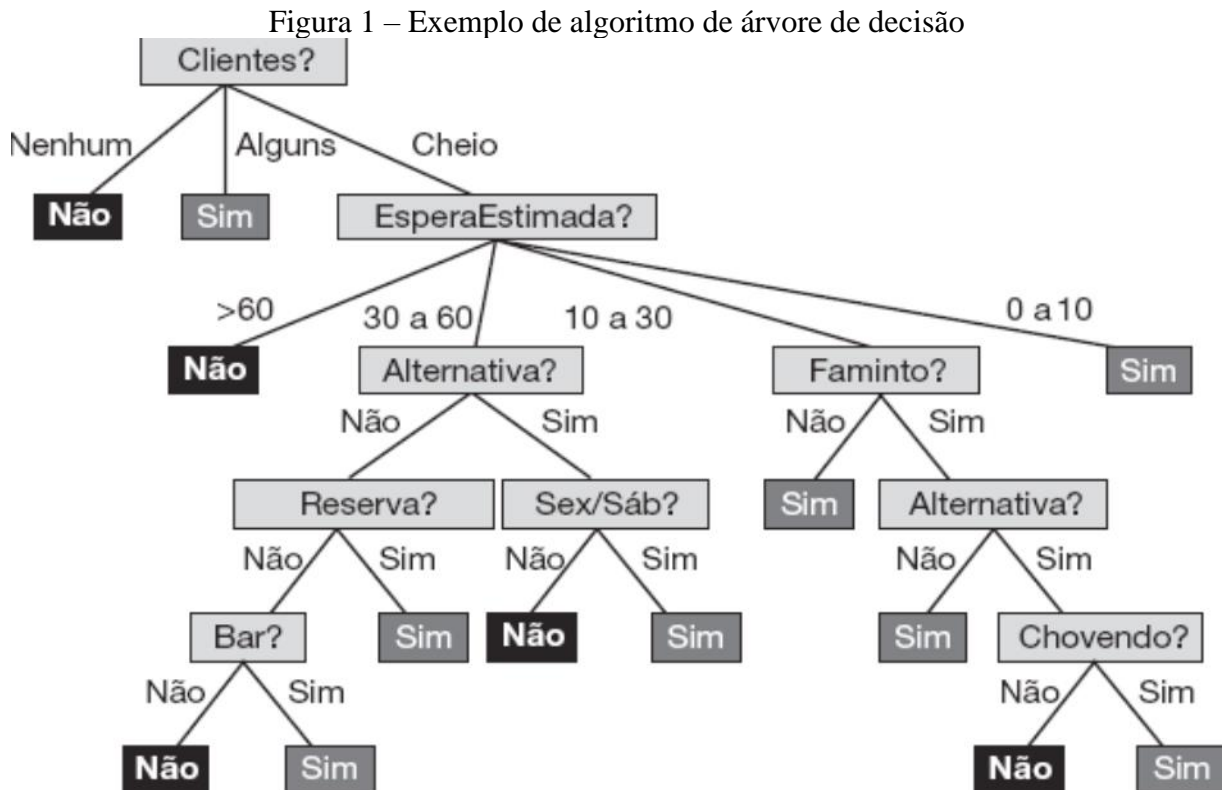 Figura 1 – Exemplo de algoritmo de árvore de decisão
Clientes?
Nenhum Alguns Cheio
Não Sim EsperaEstimada?
>60 30 a 60 10 a 30 0 a 10
Não Alternativa? Faminto? Sim
Não Sim Não Sim
Reserva? Sex/Sáb? Sim Alternativa?
Não Sim Não Sim Não Sim
Bar? Sim Não Sim Sim Chovendo?
Não Sim Não Sim
Não Sim Não Sim